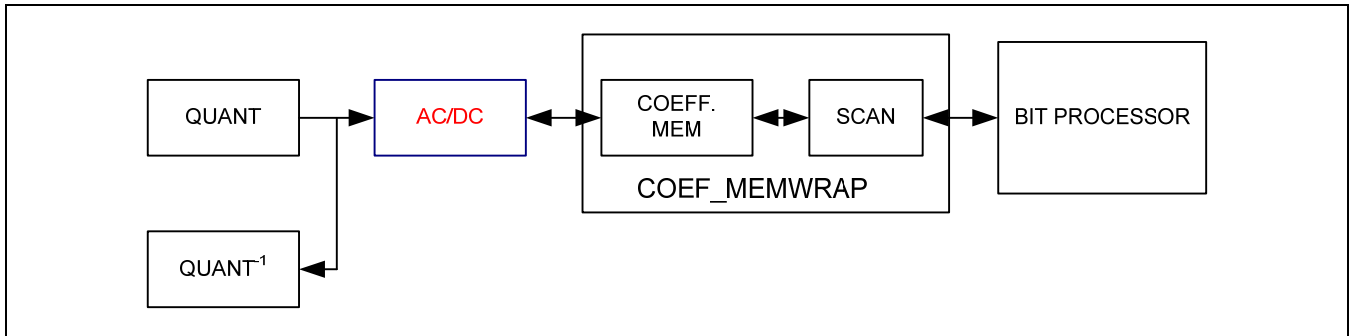 QUANT
AC/DC
COEFF.
MEM
SCAN
BIT PROCESSOR
COEF_MEMWRAP
QUANT⁻¹